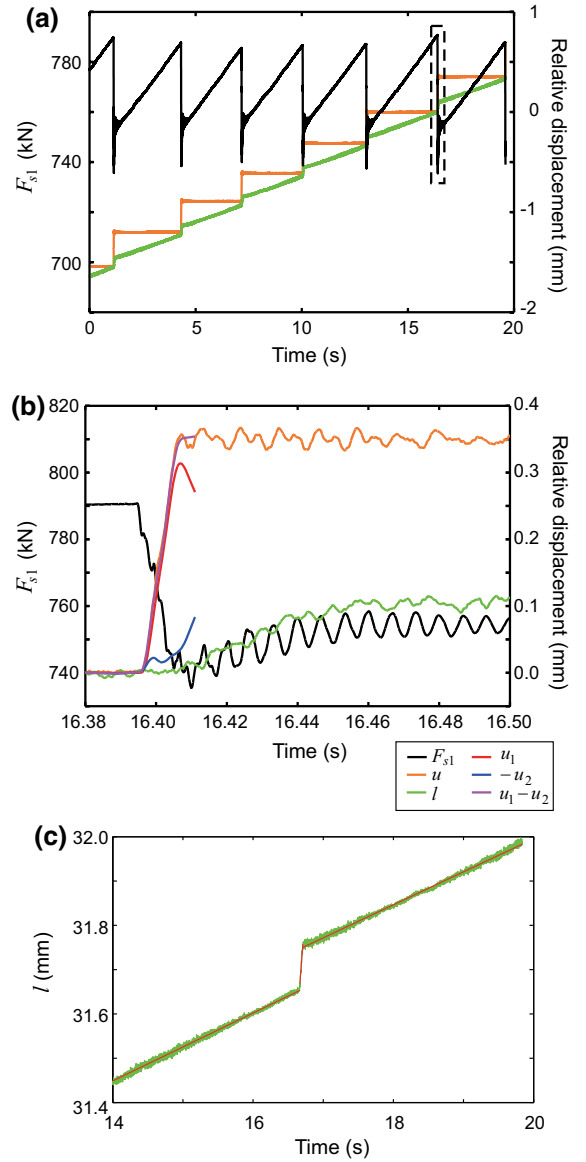 (a)
780
740
700
F_{s1} (kN)
1
0
-1
-2
Relative displacement (mm)
0
5
10
15
20
Time (s)
(b)
820
810
790
760
740
F_{s1} (kN)
0.4
0.3
0.2
0.1
0.0
Relative displacement (mm)
16.38
16.40
16.42
16.44
16.46
16.48
16.50
Time (s)
F_{s1}
u_1
u
-u_2
l
u_1-u_2
(c)
32.0
31.8
31.6
31.4
l (mm)
14
16
18
20
Time (s)